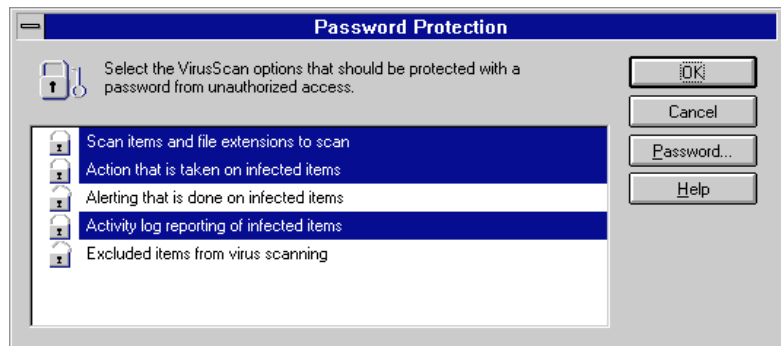 Password Protection
Select the VirusScan options that should be protected with a
password from unauthorized access.
Scan items and file extensions to scan
Action that is taken on infected items
Alerting that is done on infected items
Activity log reporting of infected items
Excluded items from virus scanning
OK
Cancel
Password...
Help